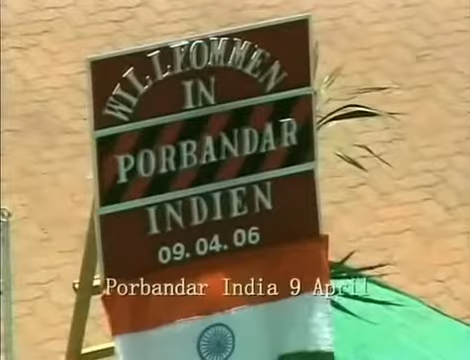 WILLKOMMEN
IN
PORBANDAR
INDIEN
09.04.06
Porbandar India 9 April